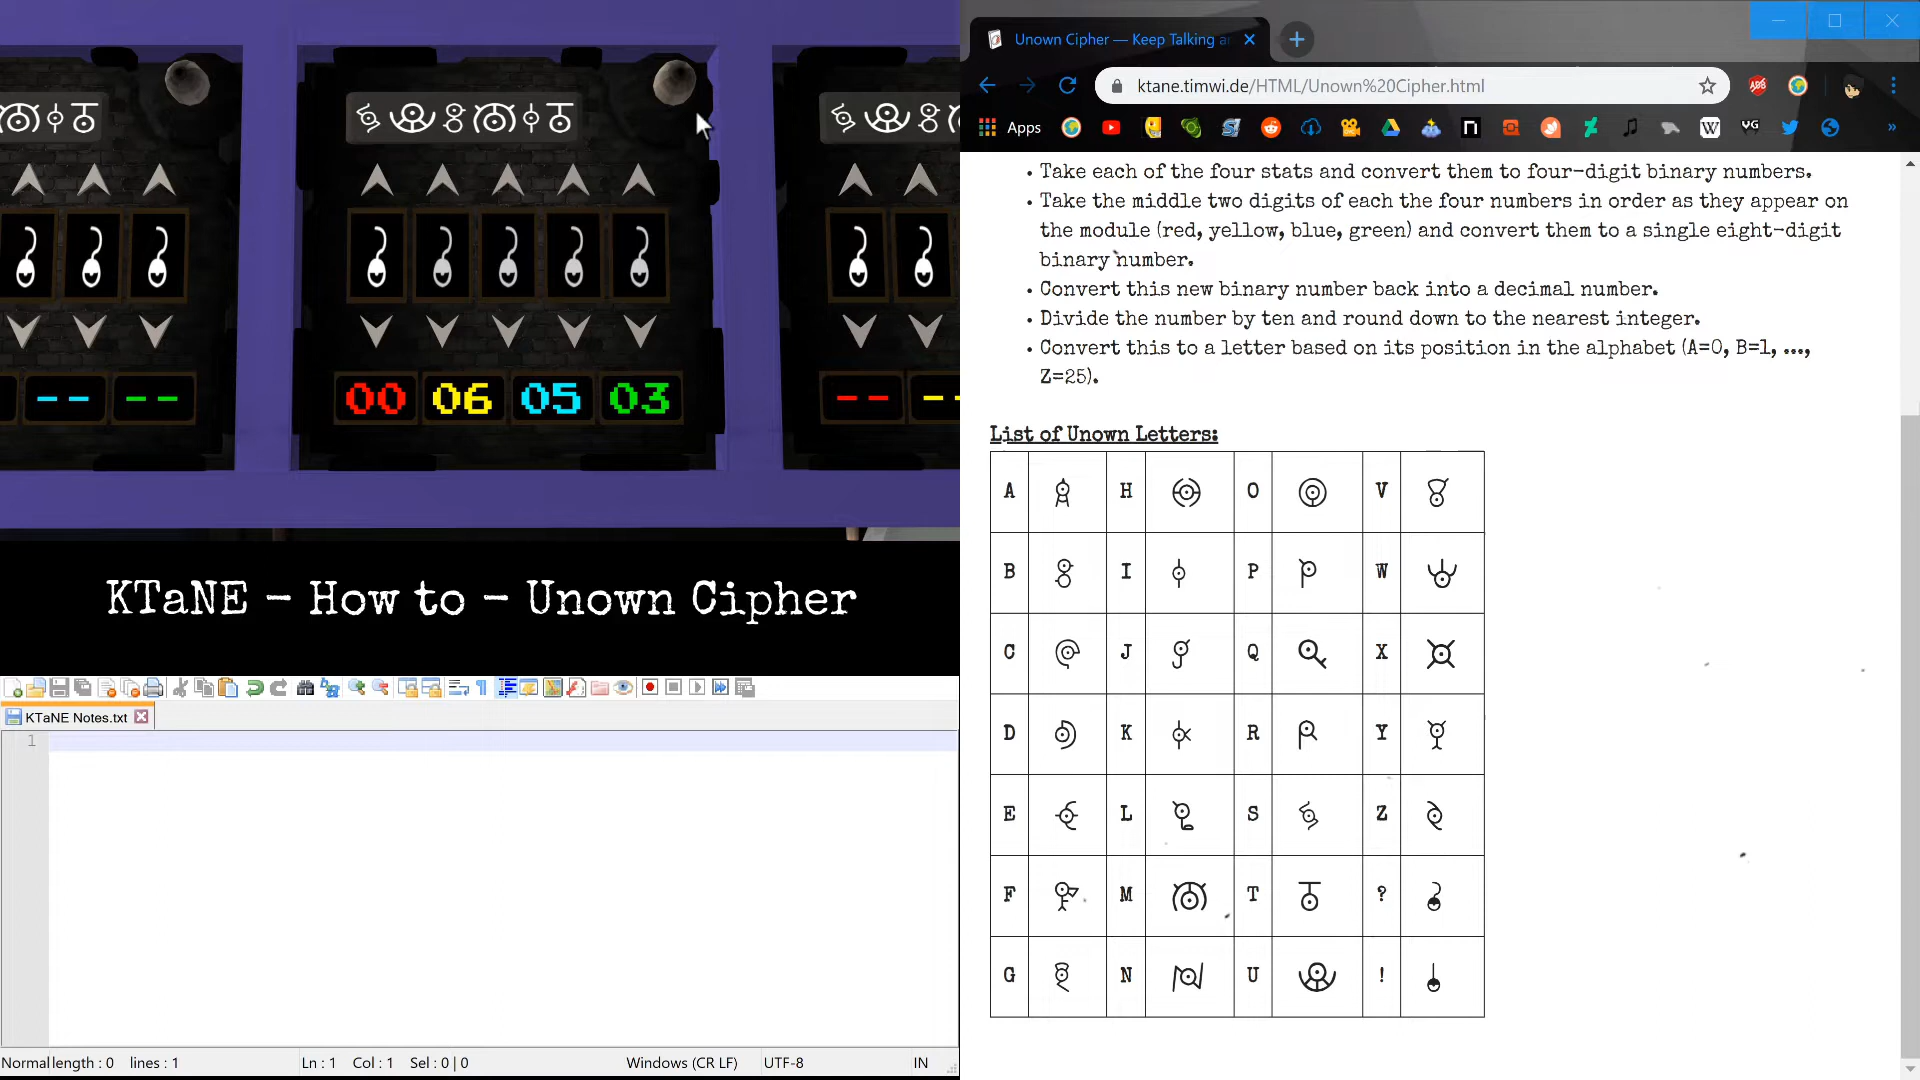 00 06 05 03
-- --
-- --
KTaNE - How to - Unown Cipher
KTaNE Notes.txt
1
Normal length : 0 lines : 1 Ln : 1 Col : 1 Sel : 0 | 0 Windows (CR LF) UTF-8 IN
Unown Cipher — Keep Talking a
ktane.timwi.de/HTML/Unown%20Cipher.html
Apps
• Take each of the four stats and convert them to four-digit binary numbers.
• Take the middle two digits of each the four numbers in order as they appear on
the module (red, yellow, blue, green) and convert them to a single eight-digit
binary number.
• Convert this new binary number back into a decimal number.
• Divide the number by ten and round down to the nearest integer.
• Convert this to a letter based on its position in the alphabet (A=0, B=1, ...,
Z=25).
List of Unown Letters:
A H O V
B I P W
C J Q X
D K R Y
E L S Z
F M T ?
G N U !